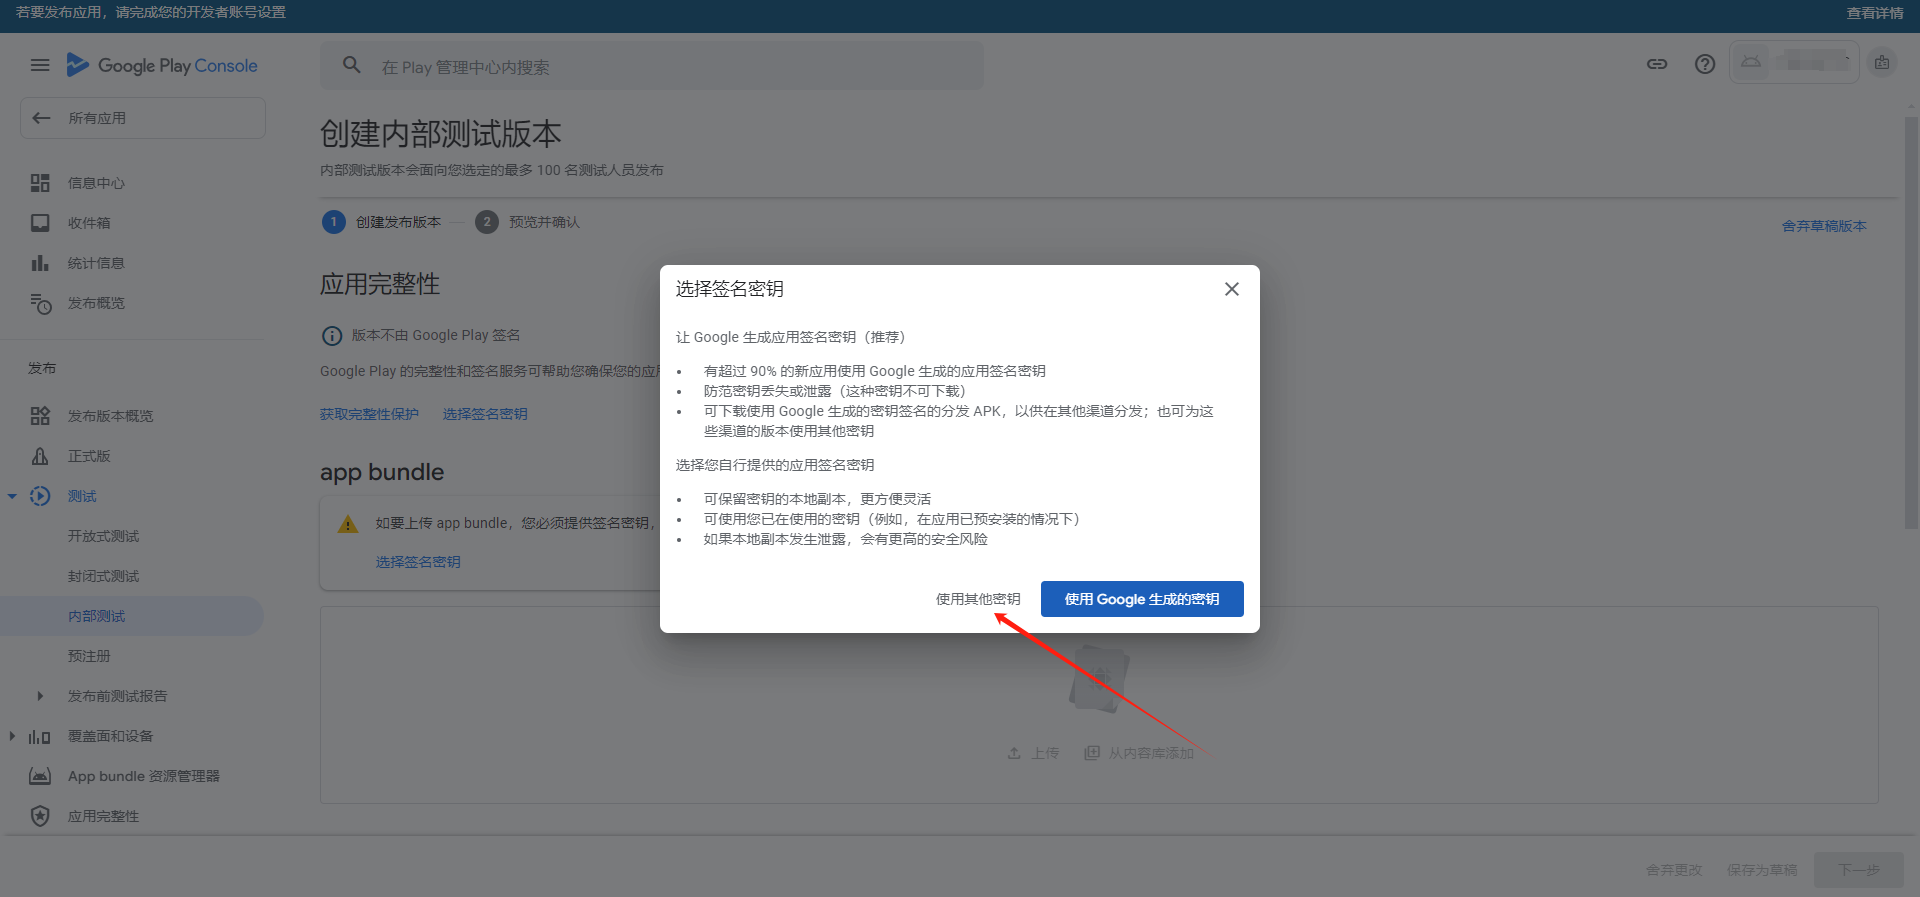 若要发布应用，请完成您的开发者账号设置
查看详情
Google Play Console
在 Play 管理中心内搜索
所有应用
信息中心
收件箱
统计信息
发布概览
发布
发布版本概览
正式版
测试
开放式测试
封闭式测试
内部测试
预注册
发布前测试报告
覆盖面和设备
App bundle 资源管理器
应用完整性
创建内部测试版本
内部测试版本会面向您选定的最多 100 名测试人员发布
1 创建发布版本
2 预览并确认
舍弃草稿版本
应用完整性
版本不由 Google Play 签名
Google Play 的完整性和签名服务可帮助您确保您的应
获取完整性保护 选择签名密钥
app bundle
如要上传 app bundle，您必须提供签名密钥，
选择签名密钥
选择签名密钥
让 Google 生成应用签名密钥（推荐）
• 有超过 90% 的新应用使用 Google 生成的应用签名密钥
• 防范密钥丢失或泄露（这种密钥不可下载）
• 可下载使用 Google 生成的密钥签名的分发 APK，以供在其他渠道分发；也可为这
些渠道的版本使用其他密钥
选择您自行提供的应用签名密钥
• 可保留密钥的本地副本，更方便灵活
• 可使用您已在使用的密钥（例如，在应用已预安装的情况下）
• 如果本地副本发生泄露，会有更高的安全风险
使用其他密钥
使用 Google 生成的密钥
上传
从内容库添加
舍弃更改
保存为草稿
下一步